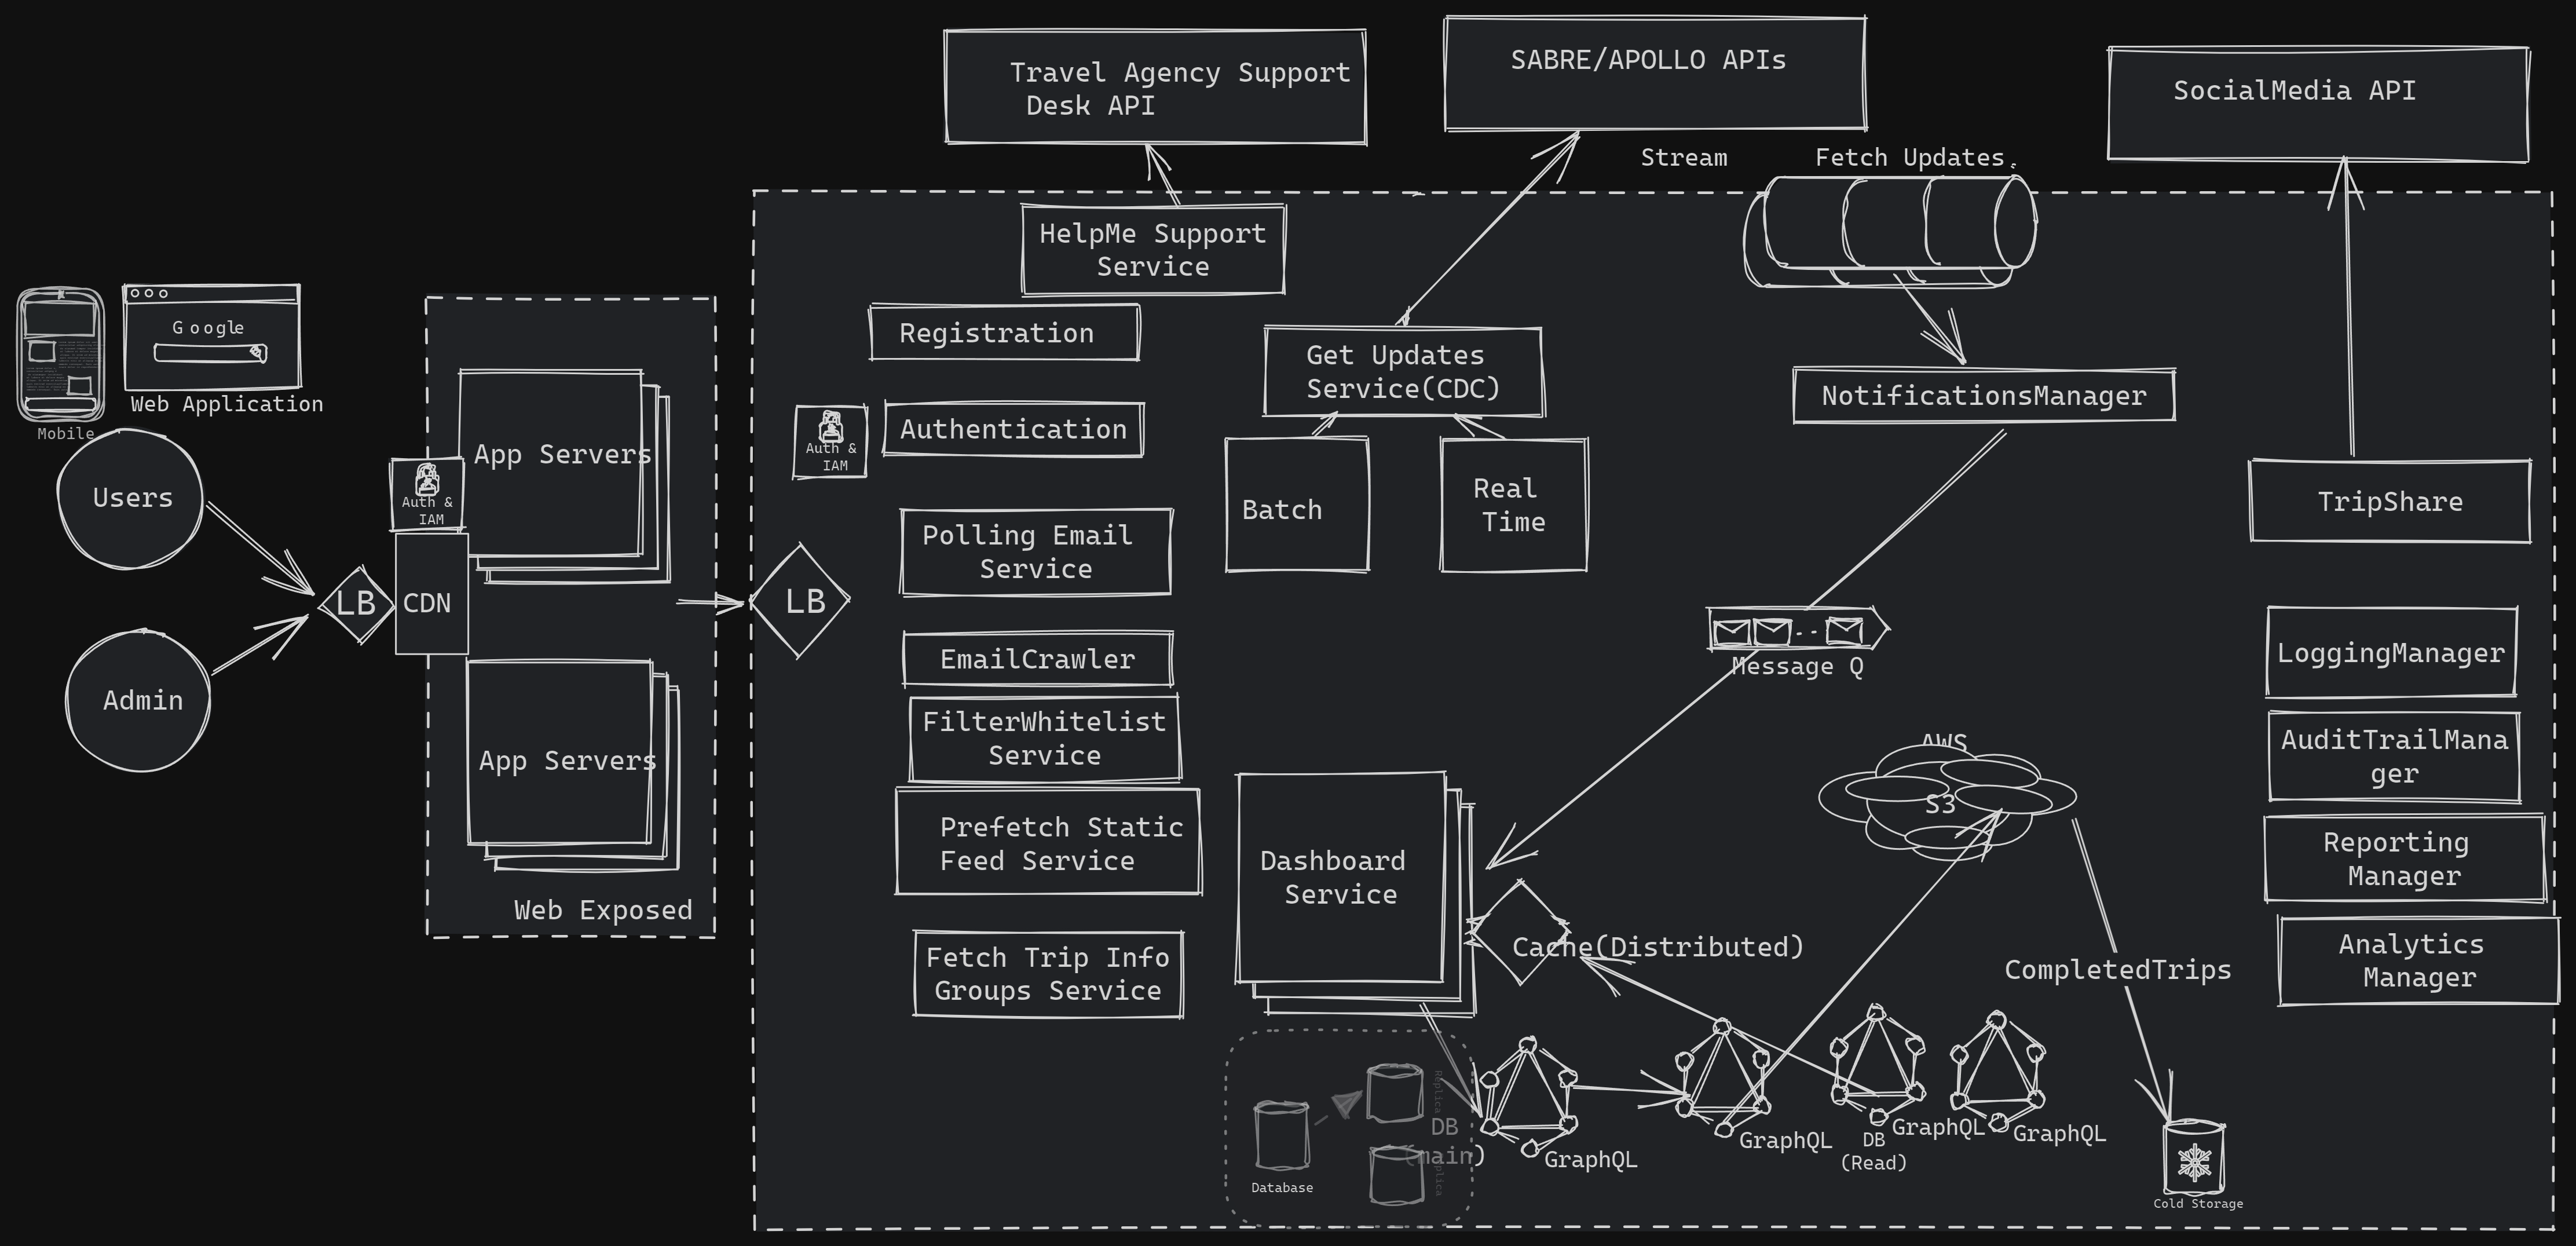 Travel Agency Support
Desk API
SABRE/APOLLO APIs
SocialMedia API
Stream
Fetch Updates
HelpMe Support
Service
Google
Web Application
Mobile
Registration
Get Updates
Service(CDC)
NotificationsManager
Authentication
Auth &
IAM
App Servers
Auth &
IAM
Users
Batch
Real
Time
TripShare
Polling Email
Service
LB
CDN
LB
Message Q
EmailCrawler
LoggingManager
Admin
FilterWhitelist
Service
App Servers
AWS
S3
AuditTrailMana
ger
Prefetch Static
Feed Service
Dashboard
Service
Reporting
Manager
Web Exposed
Cache(Distributed)
Fetch Trip Info
Groups Service
CompletedTrips
Analytics
Manager
Replica
DB
(main)
Replica
Database
GraphQL
GraphQL
DB
(Read)
GraphQL
GraphQL
Cold Storage